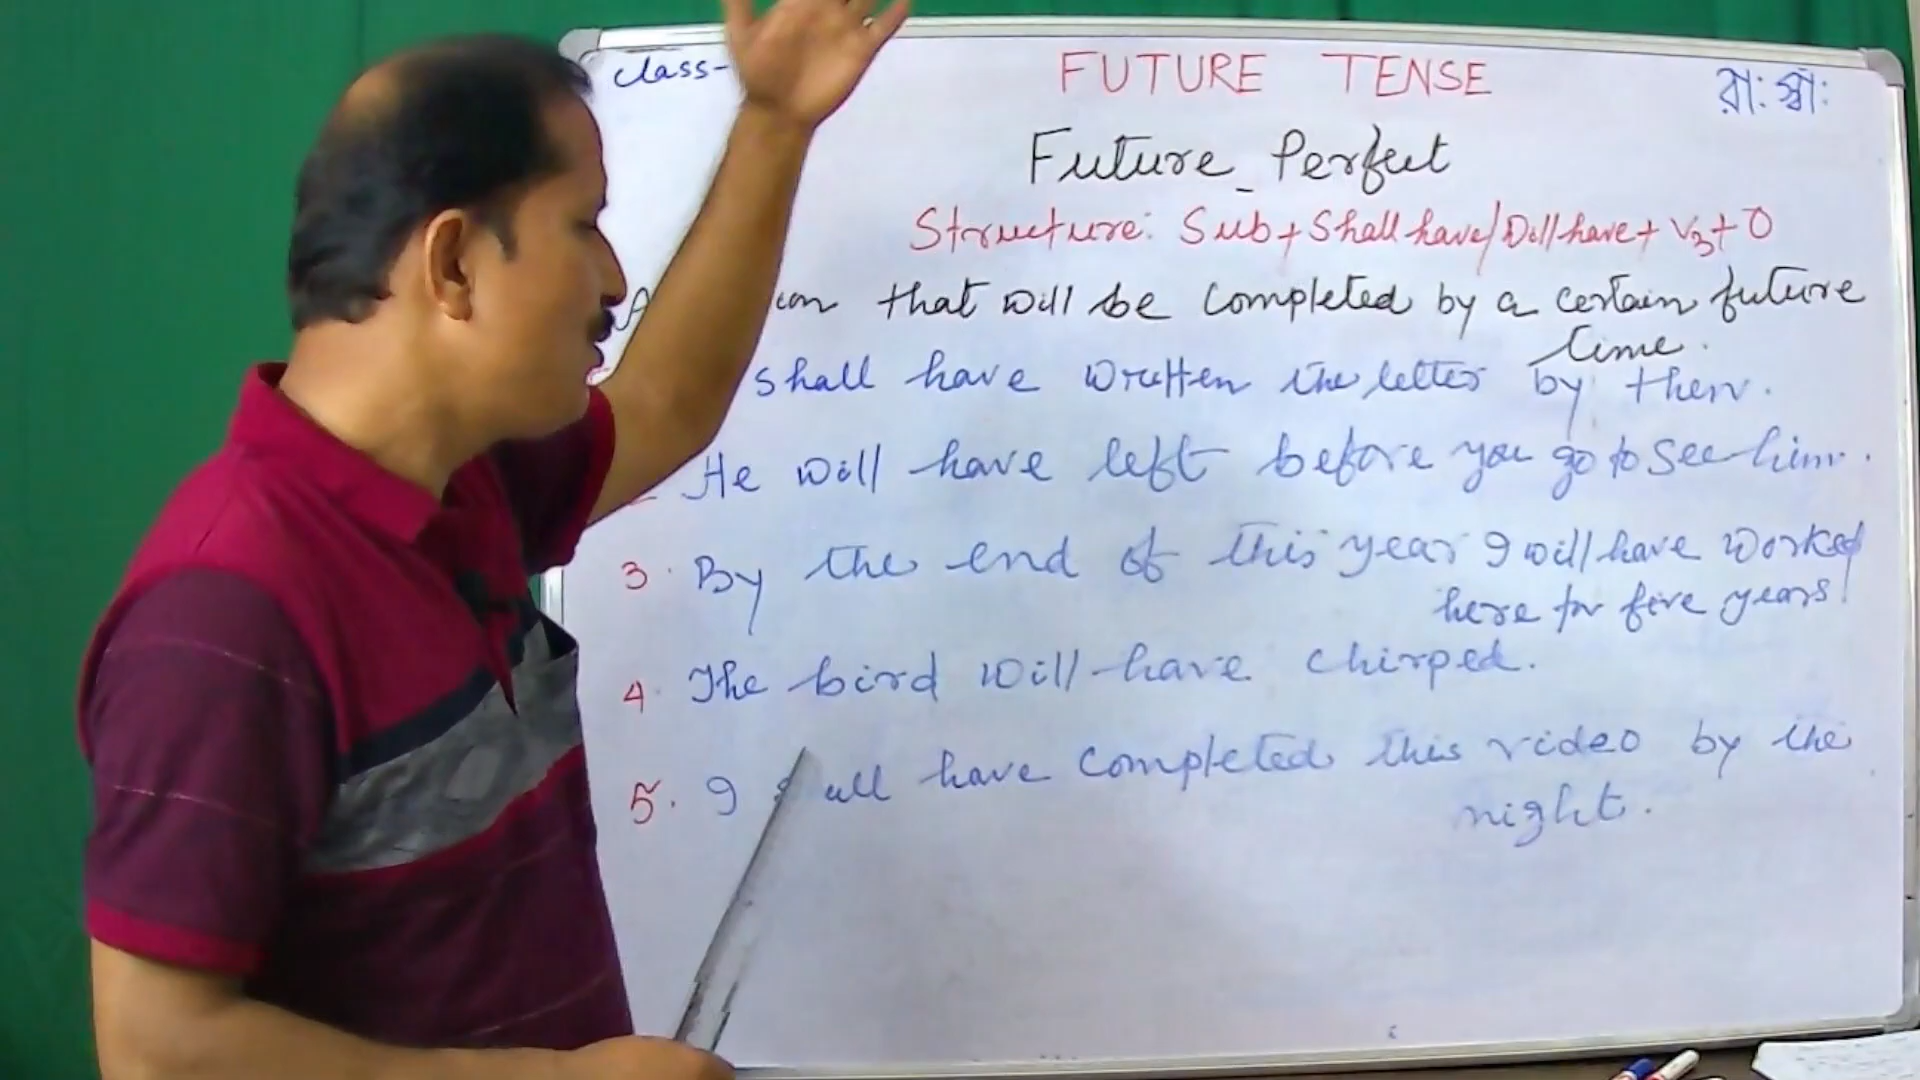 class-
FUTURE TENSE
রা: স্বা:
Future Perfect
Structure: Sub + Shall have/Will have + V3 + O
that will be completed by a certain future
time.
shall have written the letter by then.
He will have left before you go to see him.
3. By the end of this year I will have worked
here for five years.
4. The bird will have chirped.
5. I have completed this video by the
night.